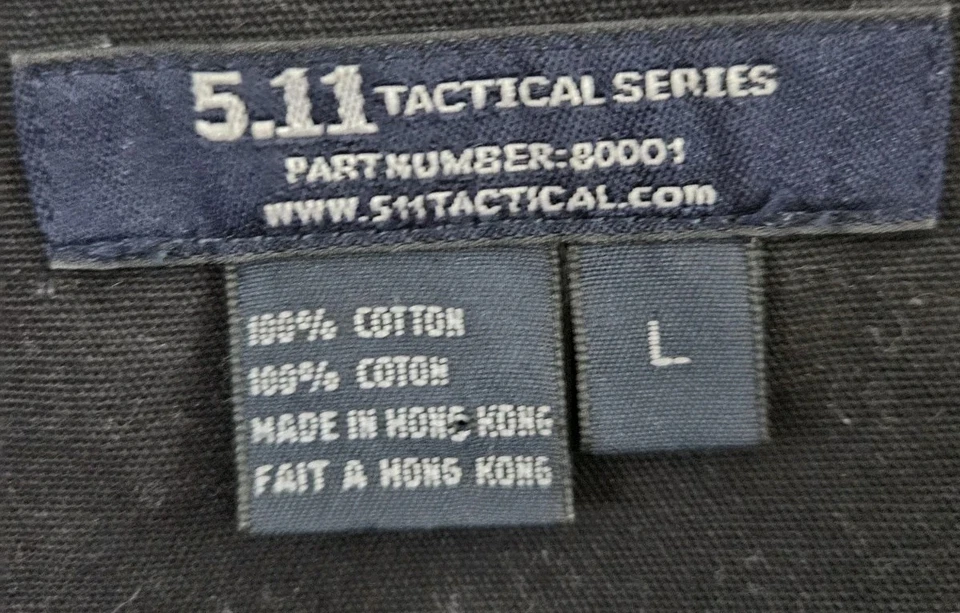 5.11 TACTICAL SERIES
PART NUMBER:80001
www.511TACTICAL.com
100% COTTON
100% COTON
MADE IN HONG KONG
FAIT A HONG KONG
L